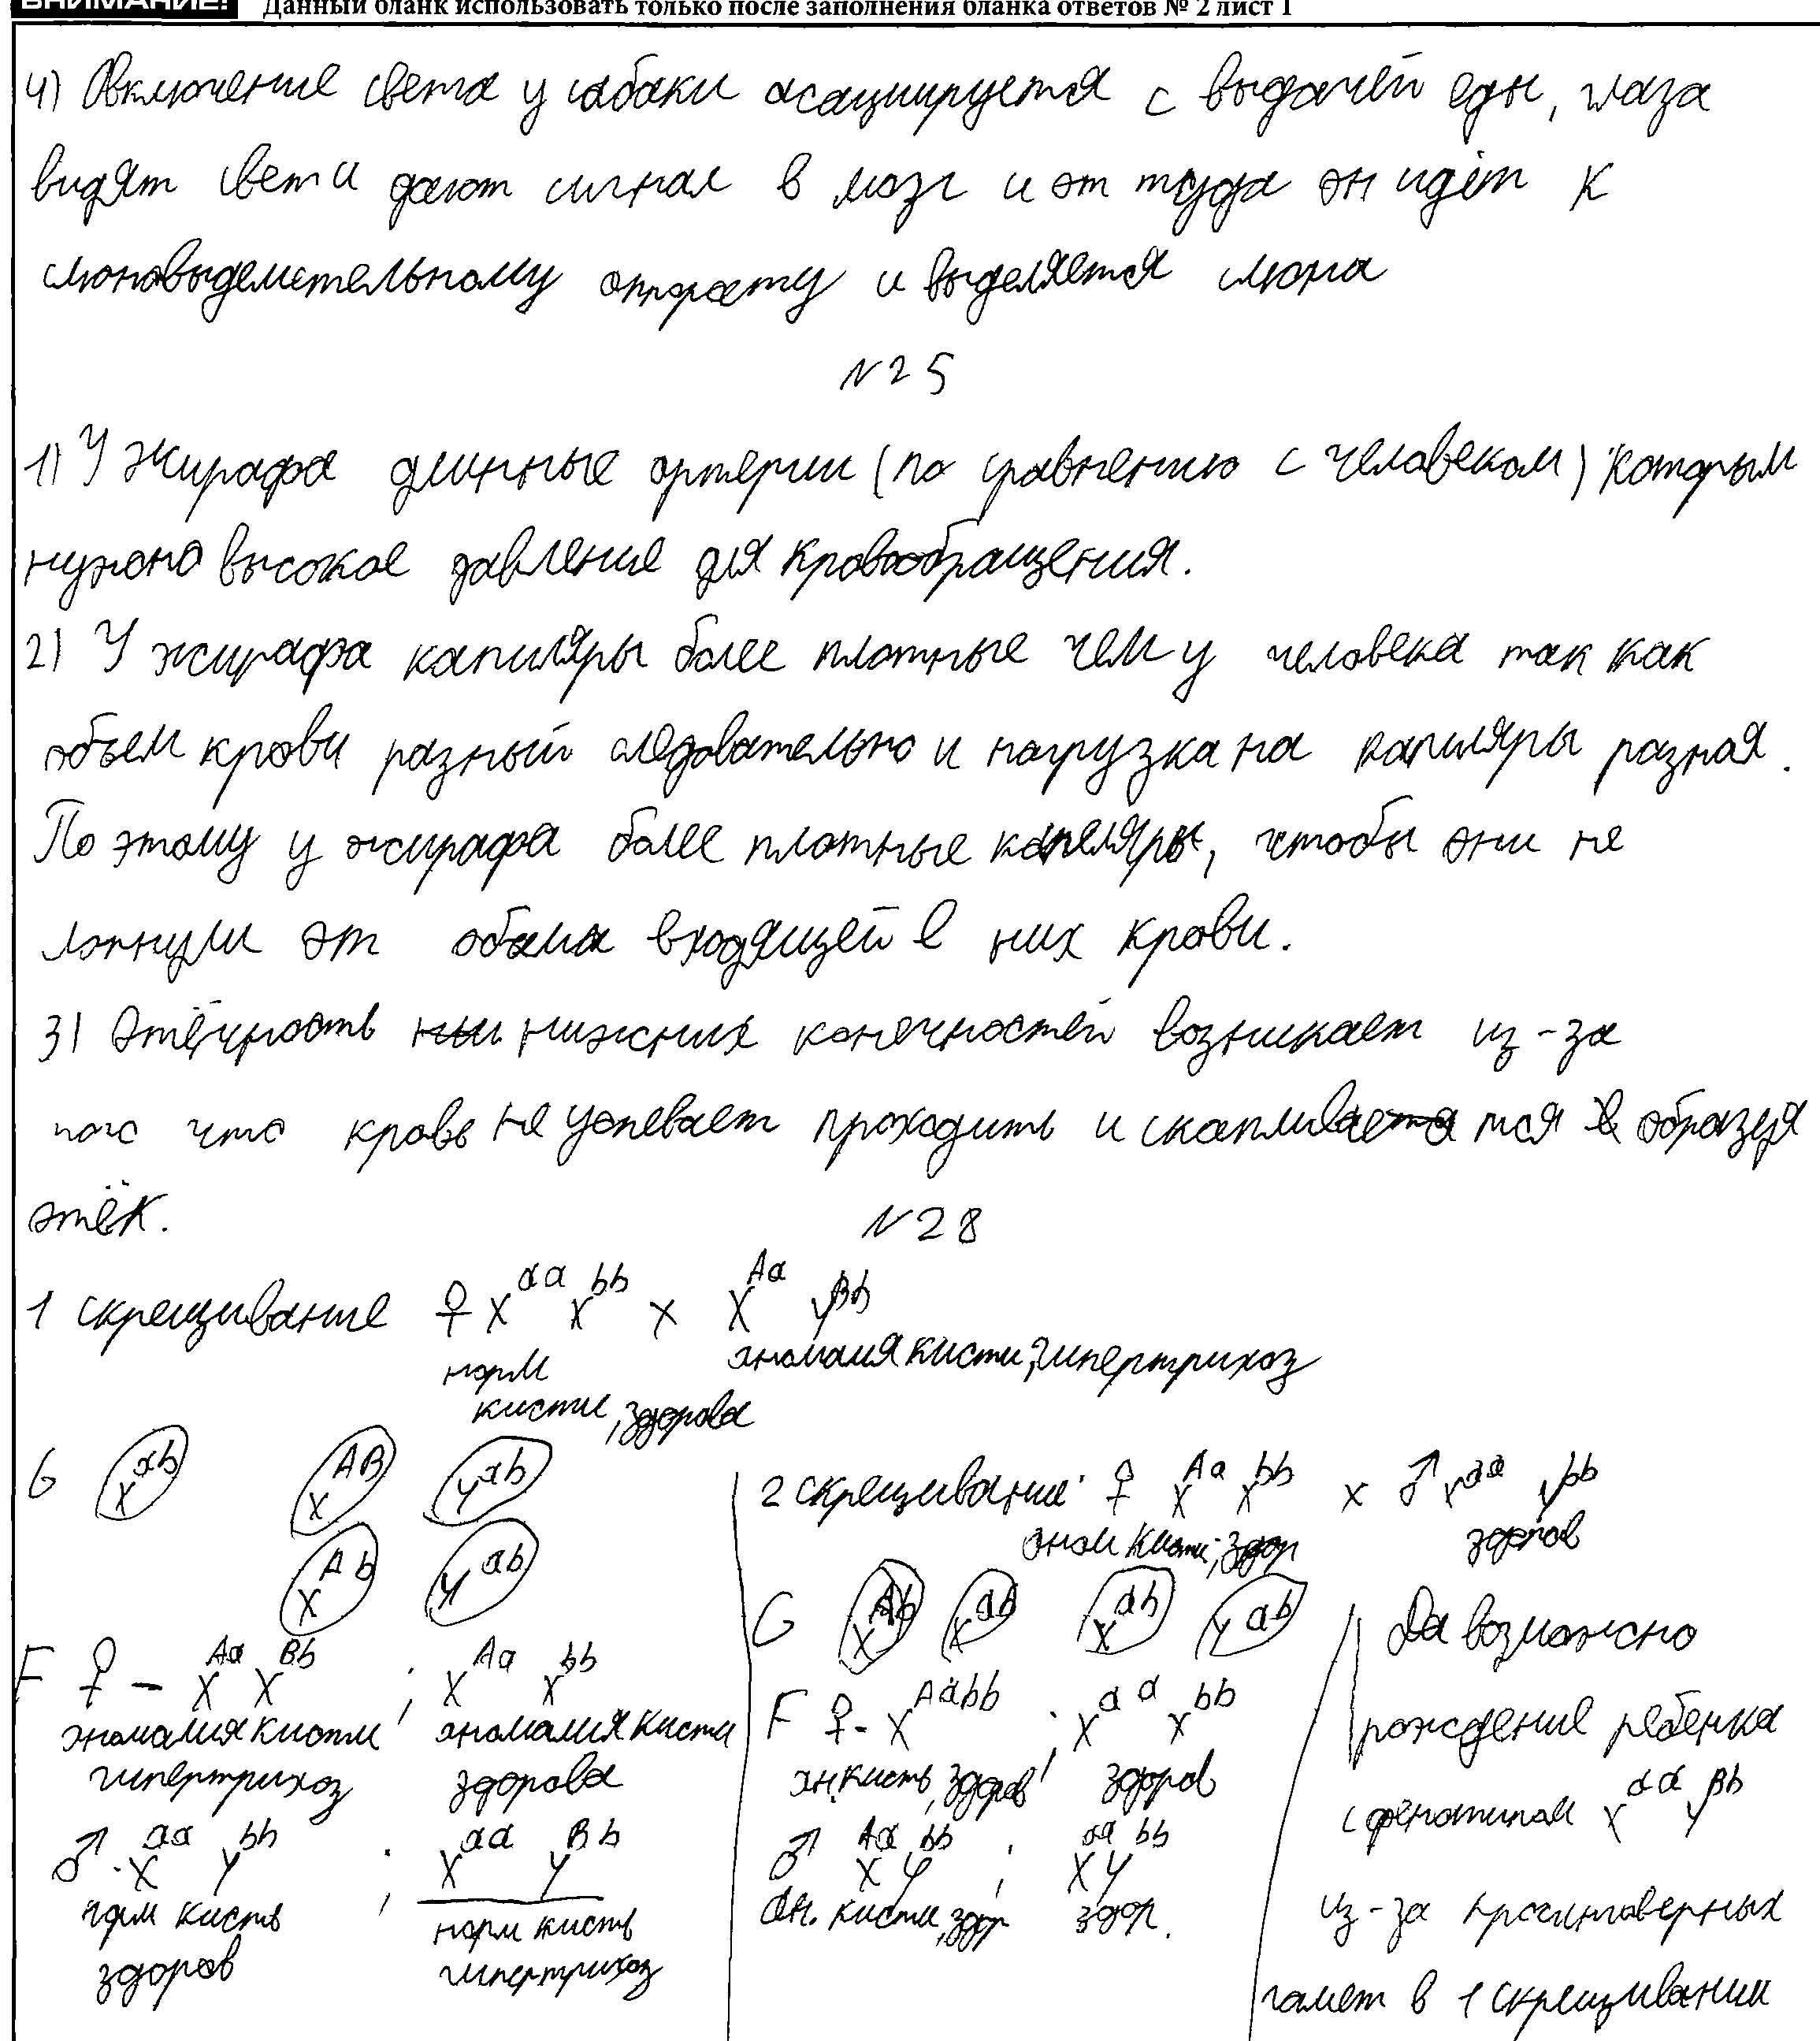 ВНИМАНИЕ! Данный бланк использовать только после заполнения бланка ответов № 2 лист 1
4) Включение света у собаки асациируется с выдачей еды, глаза
видят свет и дают сигнал в мозг и от туда он идёт к
слюновыделительному аппарату и выделяется слюна
№25
1) У жирафа длинные артерии (по сравнению с человеком) которым
нужно высокое давление для кровообращения.
2) У жирафа капиляры более плотные чем у человека так как
объем крови разный следовательно и нагрузка на капиляры разная.
По этому у жирафа более плотные капеляры, чтобы они не
лопнули от обема входящей в них крови.
3) Отёчность нижних конечностей возникает из-за
того что кровь не успевает проходить и скапливается образуя
отёк.
№28
1 скрещивание ♀ X^aa X^bb x X^Aa Y^Bb
норм кисти, здорова аномалия кисти, гипертрихоз
G X^ab X^AB Y^ab
X^Ab Y^ab
F ♀ - X^Aa X^Bb ; X^Aa X^bb
аномалия кисти аномалия кисти
гипертрихоз здорова
♂ - X^aa Y^bb ; X^aa Y^Bb
норм кисть норм кисть
здоров гипертрихоз
2 скрещивание: ♀ X^Aa X^bb x ♂ X^aa Y^bb
аном кисти; здор здоров
G X^Ab X^ab X^ab Y^ab
F ♀ - X^Aabb ; X^aa X^bb
ан кисть, здоров здоров
♂ X^Aa Y^bb ; X^aa Y^bb
Ан. кисти, здор здор.
Да возможно
рождение ребенка
с фенотипом X^aa Y^Bb
из-за кроссинговерных
гамет в 1 скрещивании